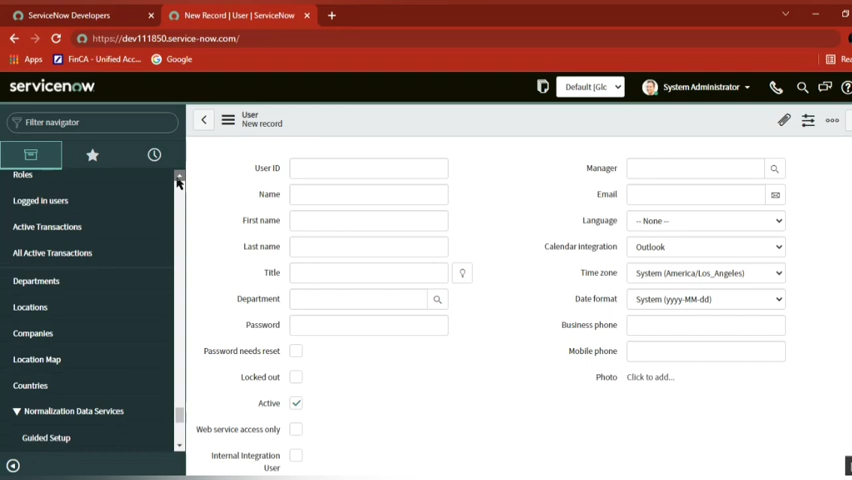 ServiceNow Developers
New Record | User | ServiceNow
https://dev111850.service-now.com/
Apps
FinCA - Unified Acc...
Google
servicenow
Default [Glc
System Administrator
Filter navigator
User
New record
Roles
Logged in users
Active Transactions
All Active Transactions
Departments
Locations
Companies
Location Map
Countries
Normalization Data Services
Guided Setup
User ID
Name
First name
Last name
Title
Department
Password
Password needs reset
Locked out
Active
Web service access only
Internal Integration
User
Manager
Email
Language
-- None --
Calendar integration
Outlook
Time zone
System (America/Los_Angeles)
Date format
System (yyyy-MM-dd)
Business phone
Mobile phone
Photo
Click to add...